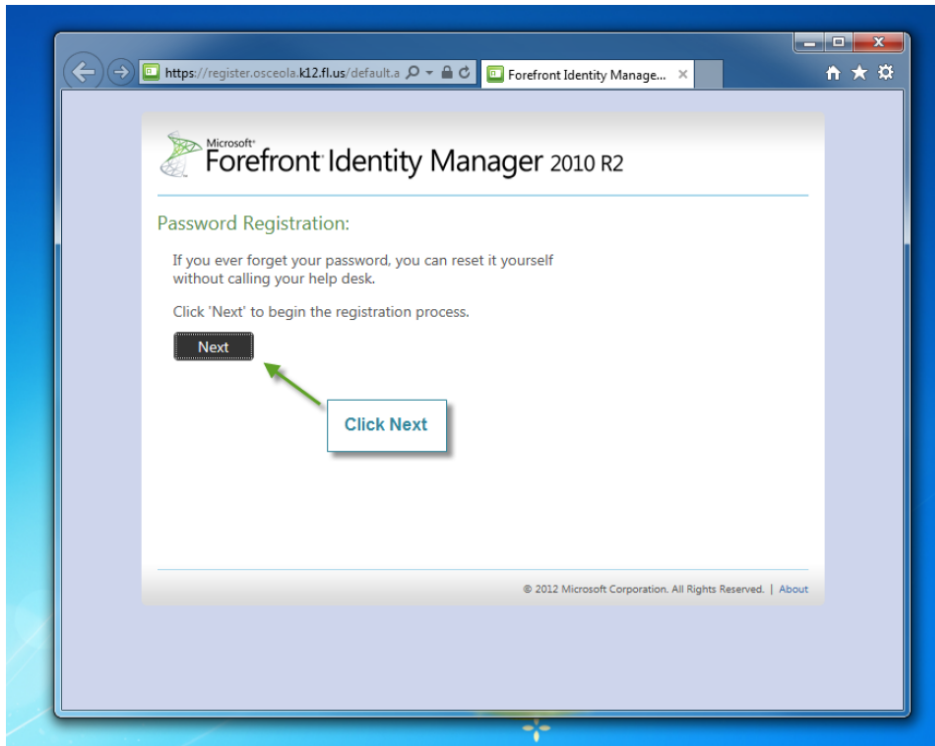 https://register.osceola.k12.fl.us/default.a
Forefront Identity Manage...
Microsoft®
Forefront Identity Manager 2010 R2
Password Registration:
If you ever forget your password, you can reset it yourself
without calling your help desk.
Click 'Next' to begin the registration process.
Next
Click Next
© 2012 Microsoft Corporation. All Rights Reserved. | About